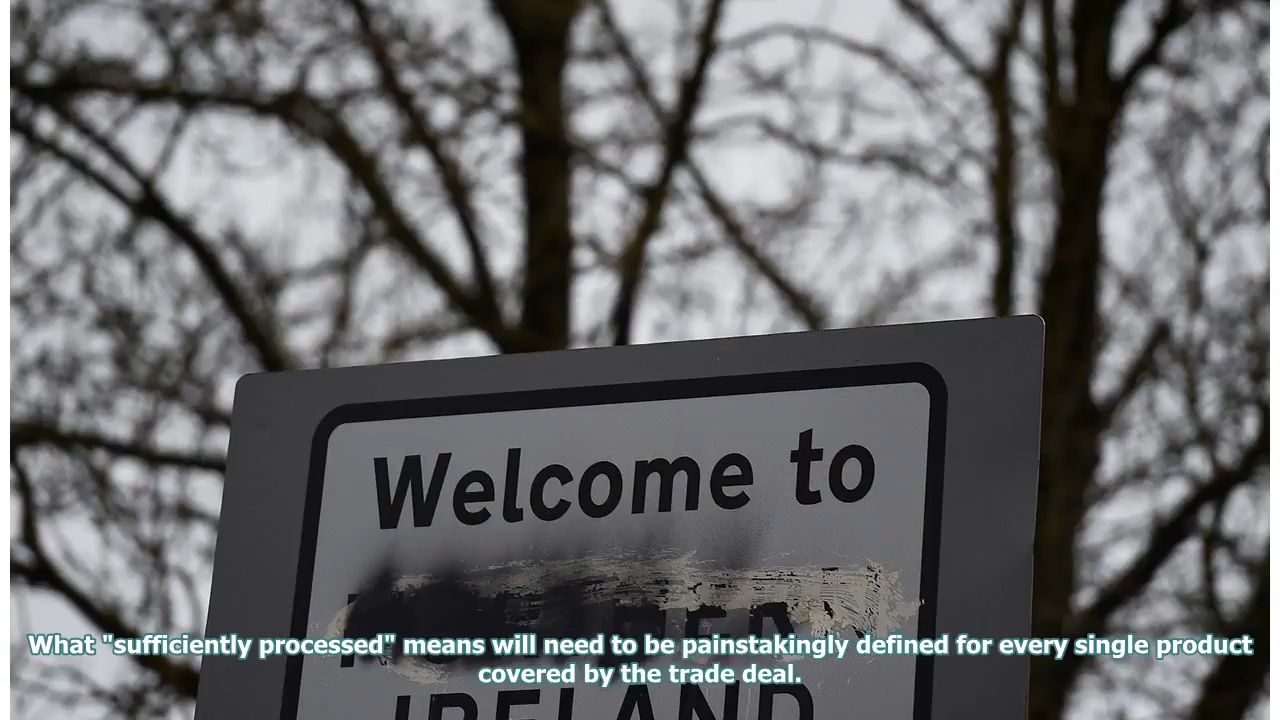 Welcome to
IRELAND
What "sufficiently processed" means will need to be painstakingly defined for every single product
covered by the trade deal.